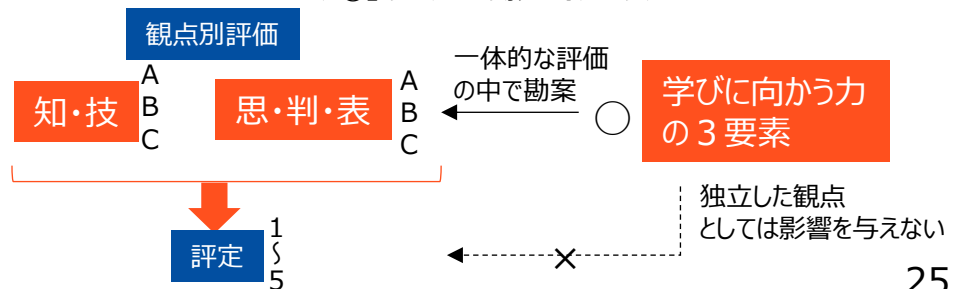 観点別評価
知・技
A
B
C
思・判・表
A
B
C
一体的な評価
の中で勘案
○
学びに向かう力
の３要素
評定
1
〜
5
独立した観点
としては影響を与えない
×
25